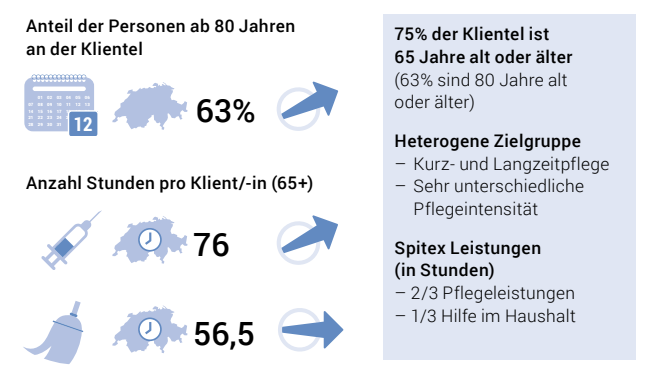 Anteil der Personen ab 80 Jahren
an der Klientel
12
63%
Anzahl Stunden pro Klient/-in (65+)
76
56,5
75% der Klientel ist
65 Jahre alt oder älter
(63% sind 80 Jahre alt
oder älter)
Heterogene Zielgruppe
– Kurz- und Langzeitpflege
– Sehr unterschiedliche
Pflegeintensität
Spitex Leistungen
(in Stunden)
– 2/3 Pflegeleistungen
– 1/3 Hilfe im Haushalt